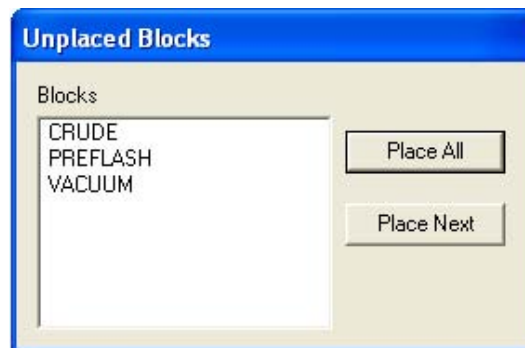 Unplaced Blocks
Blocks
CRUDE
PREFLASH
VACUUM
Place All
Place Next